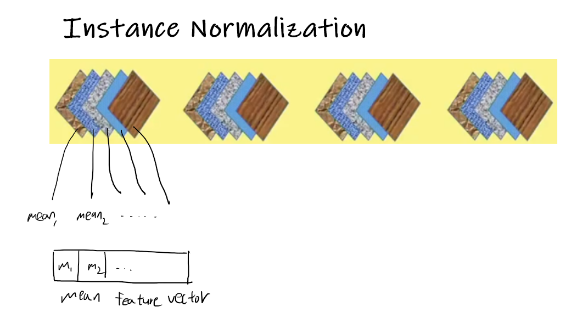 Instance Normalization
mean₁ mean₂ ......
m₁ m₂ ...
mean feature vector